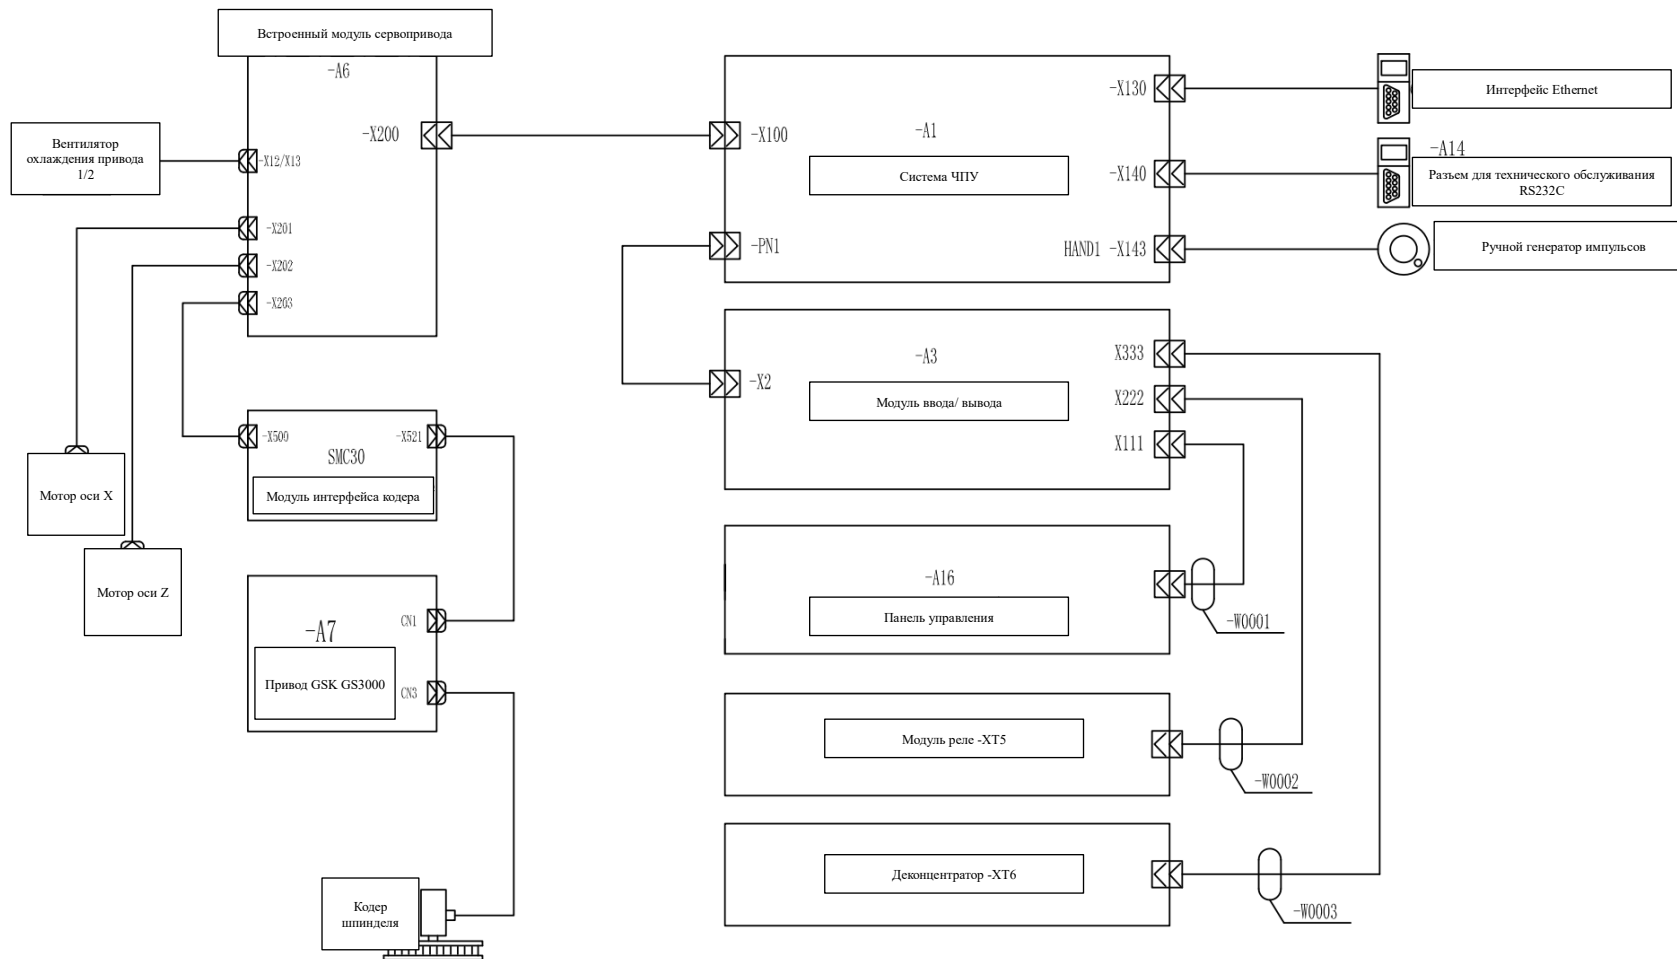 Встроенный модуль сервопривода
-A6
-X200
Вентилятор
охлаждения привода
1/2
-X12/X13
-X201
-X202
-X203
-X500
-X521
SMC30
Модуль интерфейса кодера
Мотор оси X
Мотор оси Z
-A7
CN1
Привод GSK GS3000
CN3
Кодер
шпинделя
-X130
-X100
-A1
Система ЧПУ
-X140
-PN1
HAND1 -X143
Интерфейс Ethernet
-A14
Разъем для технического обслуживания
RS232C
Ручной генератор импульсов
-A3
X333
-X2
Модуль ввода/ вывода
X222
X111
-A16
Панель управления
-W0001
Модуль реле -XT5
-W0002
Деконцентратор -XT6
-W0003